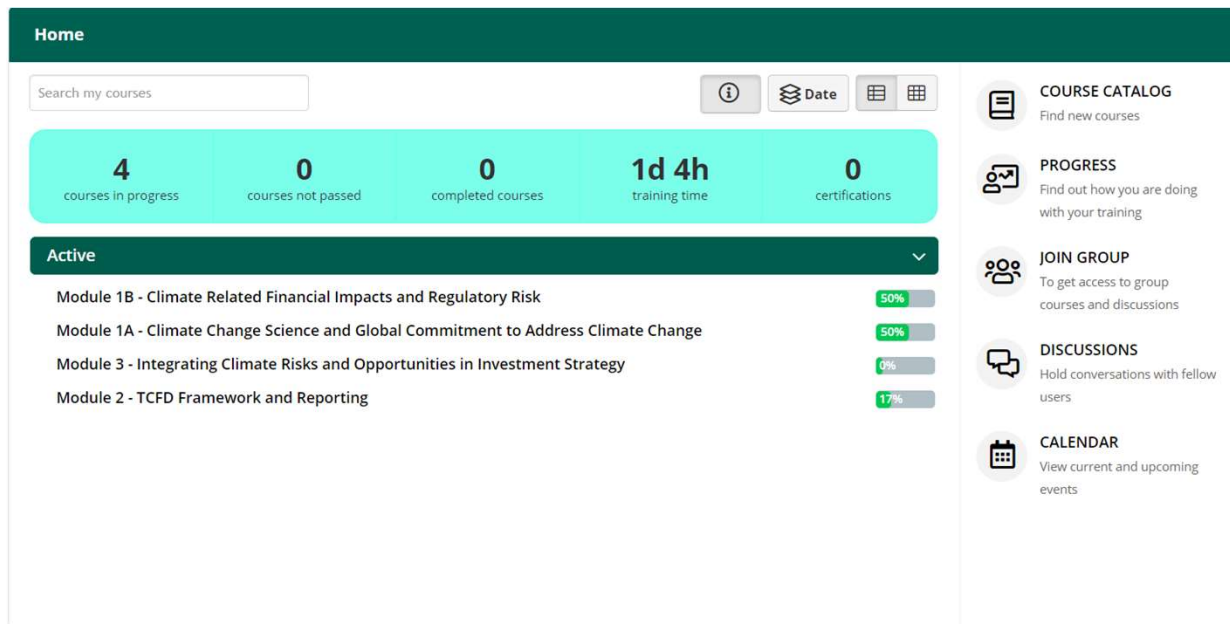 Home
Search my courses
Date
4
courses in progress
0
courses not passed
0
completed courses
1d 4h
training time
0
certifications
Active
Module 1B - Climate Related Financial Impacts and Regulatory Risk
50%
Module 1A - Climate Change Science and Global Commitment to Address Climate Change
50%
Module 3 - Integrating Climate Risks and Opportunities in Investment Strategy
0%
Module 2 - TCFD Framework and Reporting
17%
COURSE CATALOG
Find new courses
PROGRESS
Find out how you are doing
with your training
JOIN GROUP
To get access to group
courses and discussions
DISCUSSIONS
Hold conversations with fellow
users
CALENDAR
View current and upcoming
events